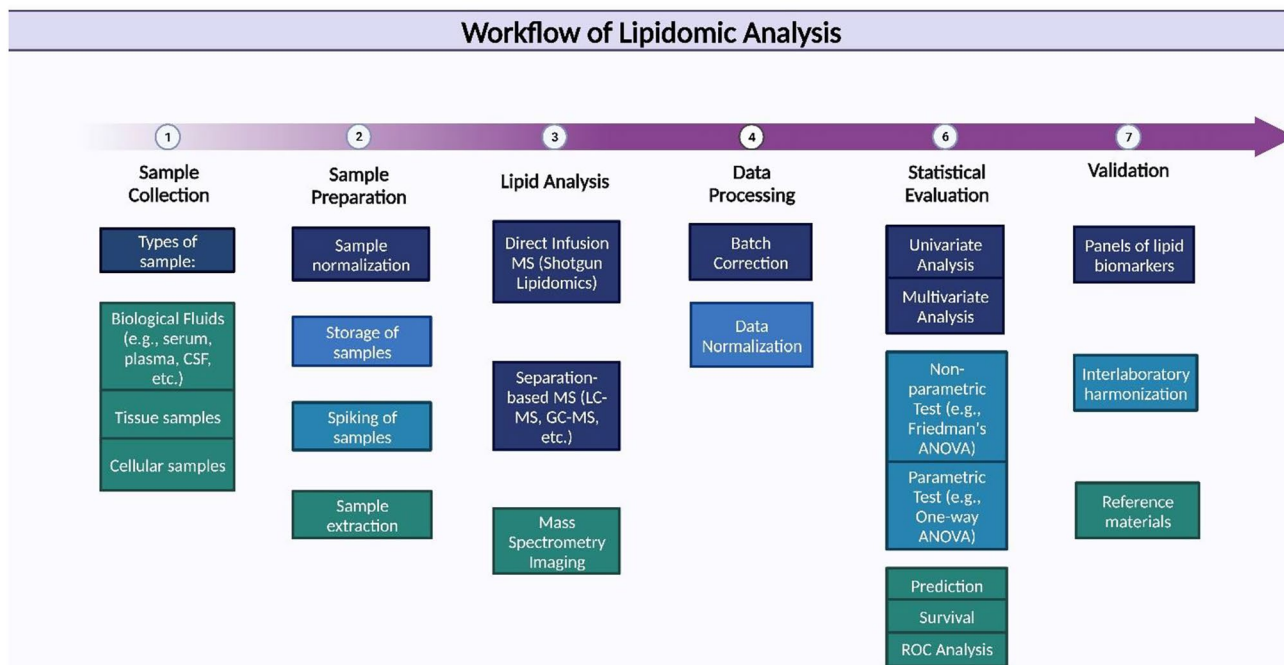 Workflow of Lipidomic Analysis
1
2
3
4
6
7
Sample
Collection
Types of
sample:
Biological Fluids
(e.g., serum,
plasma, CSF,
etc.)
Tissue samples
Cellular samples
Sample
Preparation
Sample
normalization
Storage of
samples
Spiking of
samples
Sample
extraction
Lipid Analysis
Direct Infusion
MS (Shotgun
Lipidomics)
Separation-
based MS (LC-
MS, GC-MS,
etc.)
Mass
Spectrometry
Imaging
Data
Processing
Batch
Correction
Data
Normalization
Statistical
Evaluation
Univariate
Analysis
Multivariate
Analysis
Non-
parametric
Test (e.g.,
Friedman's
ANOVA)
Parametric
Test (e.g.,
One-way
ANOVA)
Prediction
Survival
ROC Analysis
Validation
Panels of lipid
biomarkers
Interlaboratory
harmonization
Reference
materials